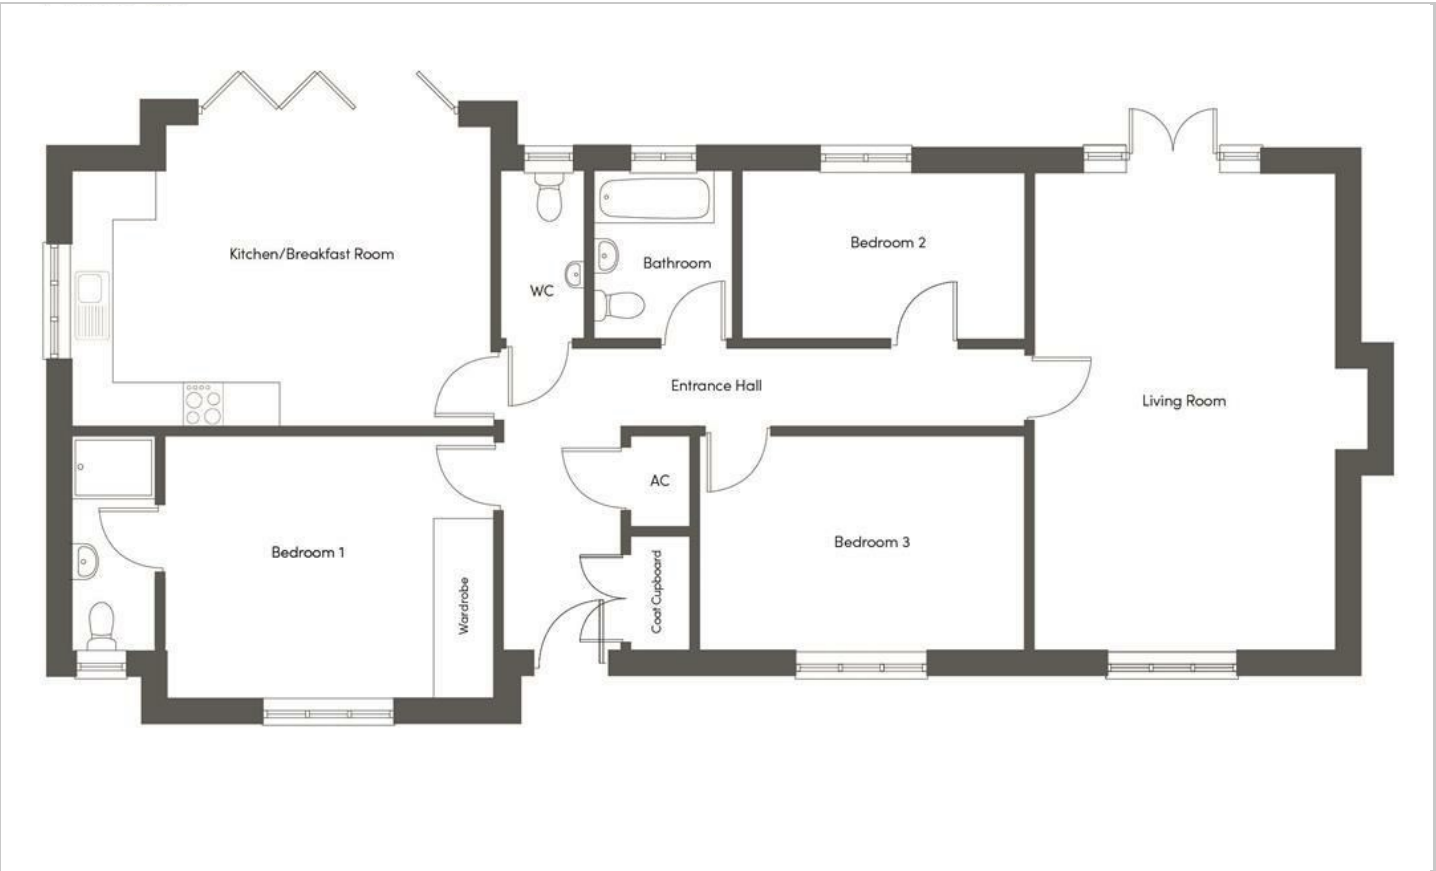 Kitchen/Breakfast Room
WC
Bathroom
Bedroom 2
Entrance Hall
Living Room
AC
Bedroom 1
Wardrobe
Coat Cupboard
Bedroom 3